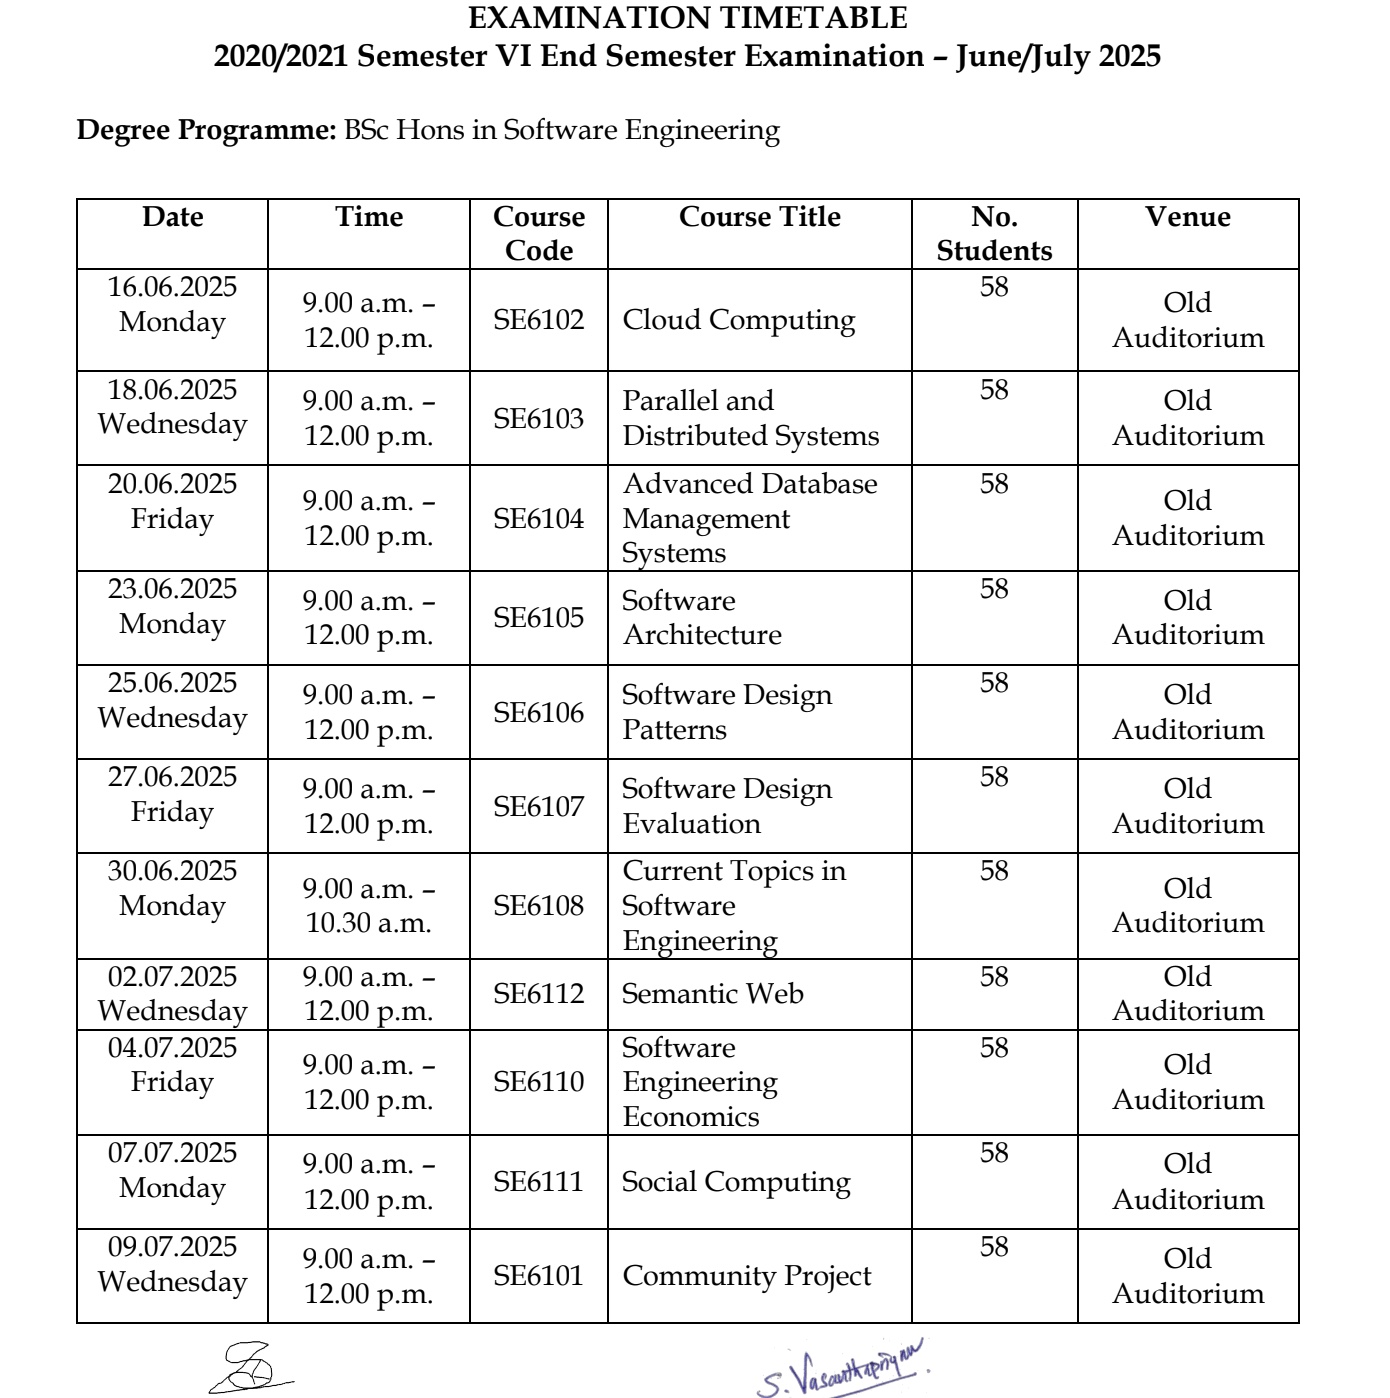 EXAMINATION TIMETABLE
2020/2021 Semester VI End Semester Examination – June/July 2025
Degree Programme: BSc Hons in Software Engineering
Date Time Course Code Course Title No. Students Venue
16.06.2025 Monday 9.00 a.m. – 12.00 p.m. SE6102 Cloud Computing 58 Old Auditorium
18.06.2025 Wednesday 9.00 a.m. – 12.00 p.m. SE6103 Parallel and Distributed Systems 58 Old Auditorium
20.06.2025 Friday 9.00 a.m. – 12.00 p.m. SE6104 Advanced Database Management Systems 58 Old Auditorium
23.06.2025 Monday 9.00 a.m. – 12.00 p.m. SE6105 Software Architecture 58 Old Auditorium
25.06.2025 Wednesday 9.00 a.m. – 12.00 p.m. SE6106 Software Design Patterns 58 Old Auditorium
27.06.2025 Friday 9.00 a.m. – 12.00 p.m. SE6107 Software Design Evaluation 58 Old Auditorium
30.06.2025 Monday 9.00 a.m. – 10.30 a.m. SE6108 Current Topics in Software Engineering 58 Old Auditorium
02.07.2025 Wednesday 9.00 a.m. – 12.00 p.m. SE6112 Semantic Web 58 Old Auditorium
04.07.2025 Friday 9.00 a.m. – 12.00 p.m. SE6110 Software Engineering Economics 58 Old Auditorium
07.07.2025 Monday 9.00 a.m. – 12.00 p.m. SE6111 Social Computing 58 Old Auditorium
09.07.2025 Wednesday 9.00 a.m. – 12.00 p.m. SE6101 Community Project 58 Old Auditorium
S. Vasanthapriyan